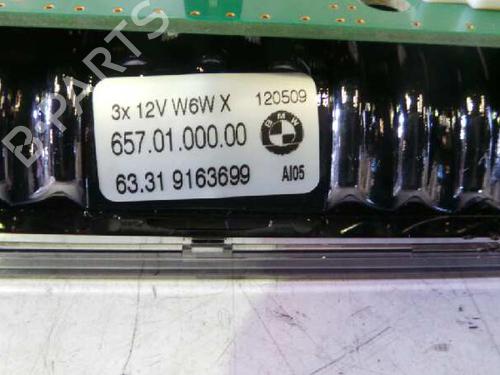 3x 12V W6W X 120509
657.01.000.00
BMW
63.31 9163699 AI05
B-PARTS